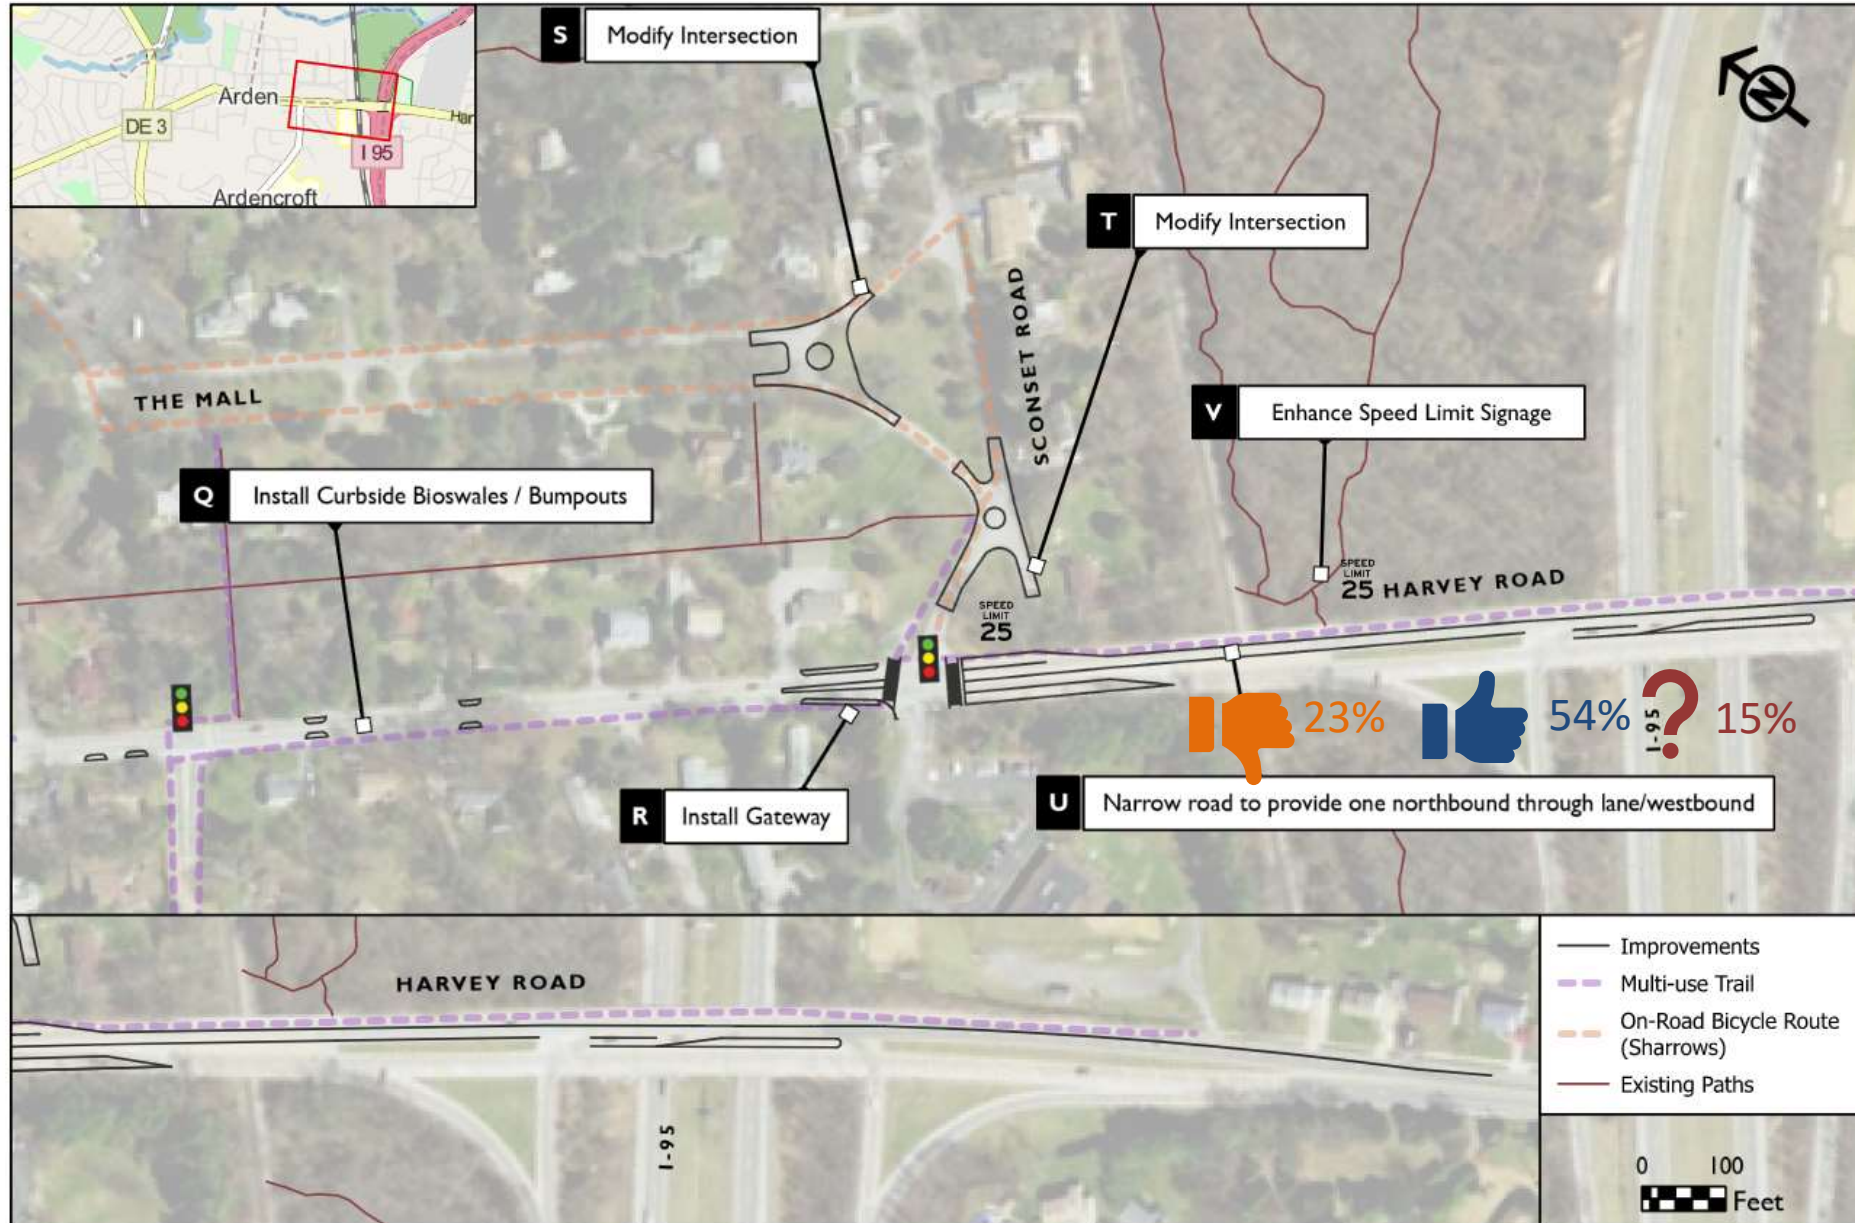 Arden
DE 3
I 95
Har
Ardencroft
S Modify Intersection
N
T Modify Intersection
SCONSET ROAD
THE MALL
V Enhance Speed Limit Signage
Q Install Curbside Bioswales / Bumpouts
SPEED
LIMIT
25
HARVEY ROAD
SPEED
LIMIT
25
23%
54%
? 15%
I-95
R Install Gateway
U Narrow road to provide one northbound through lane/westbound
HARVEY ROAD
I-95
Improvements
Multi-use Trail
On-Road Bicycle Route
(Sharrows)
Existing Paths
0 100
Feet